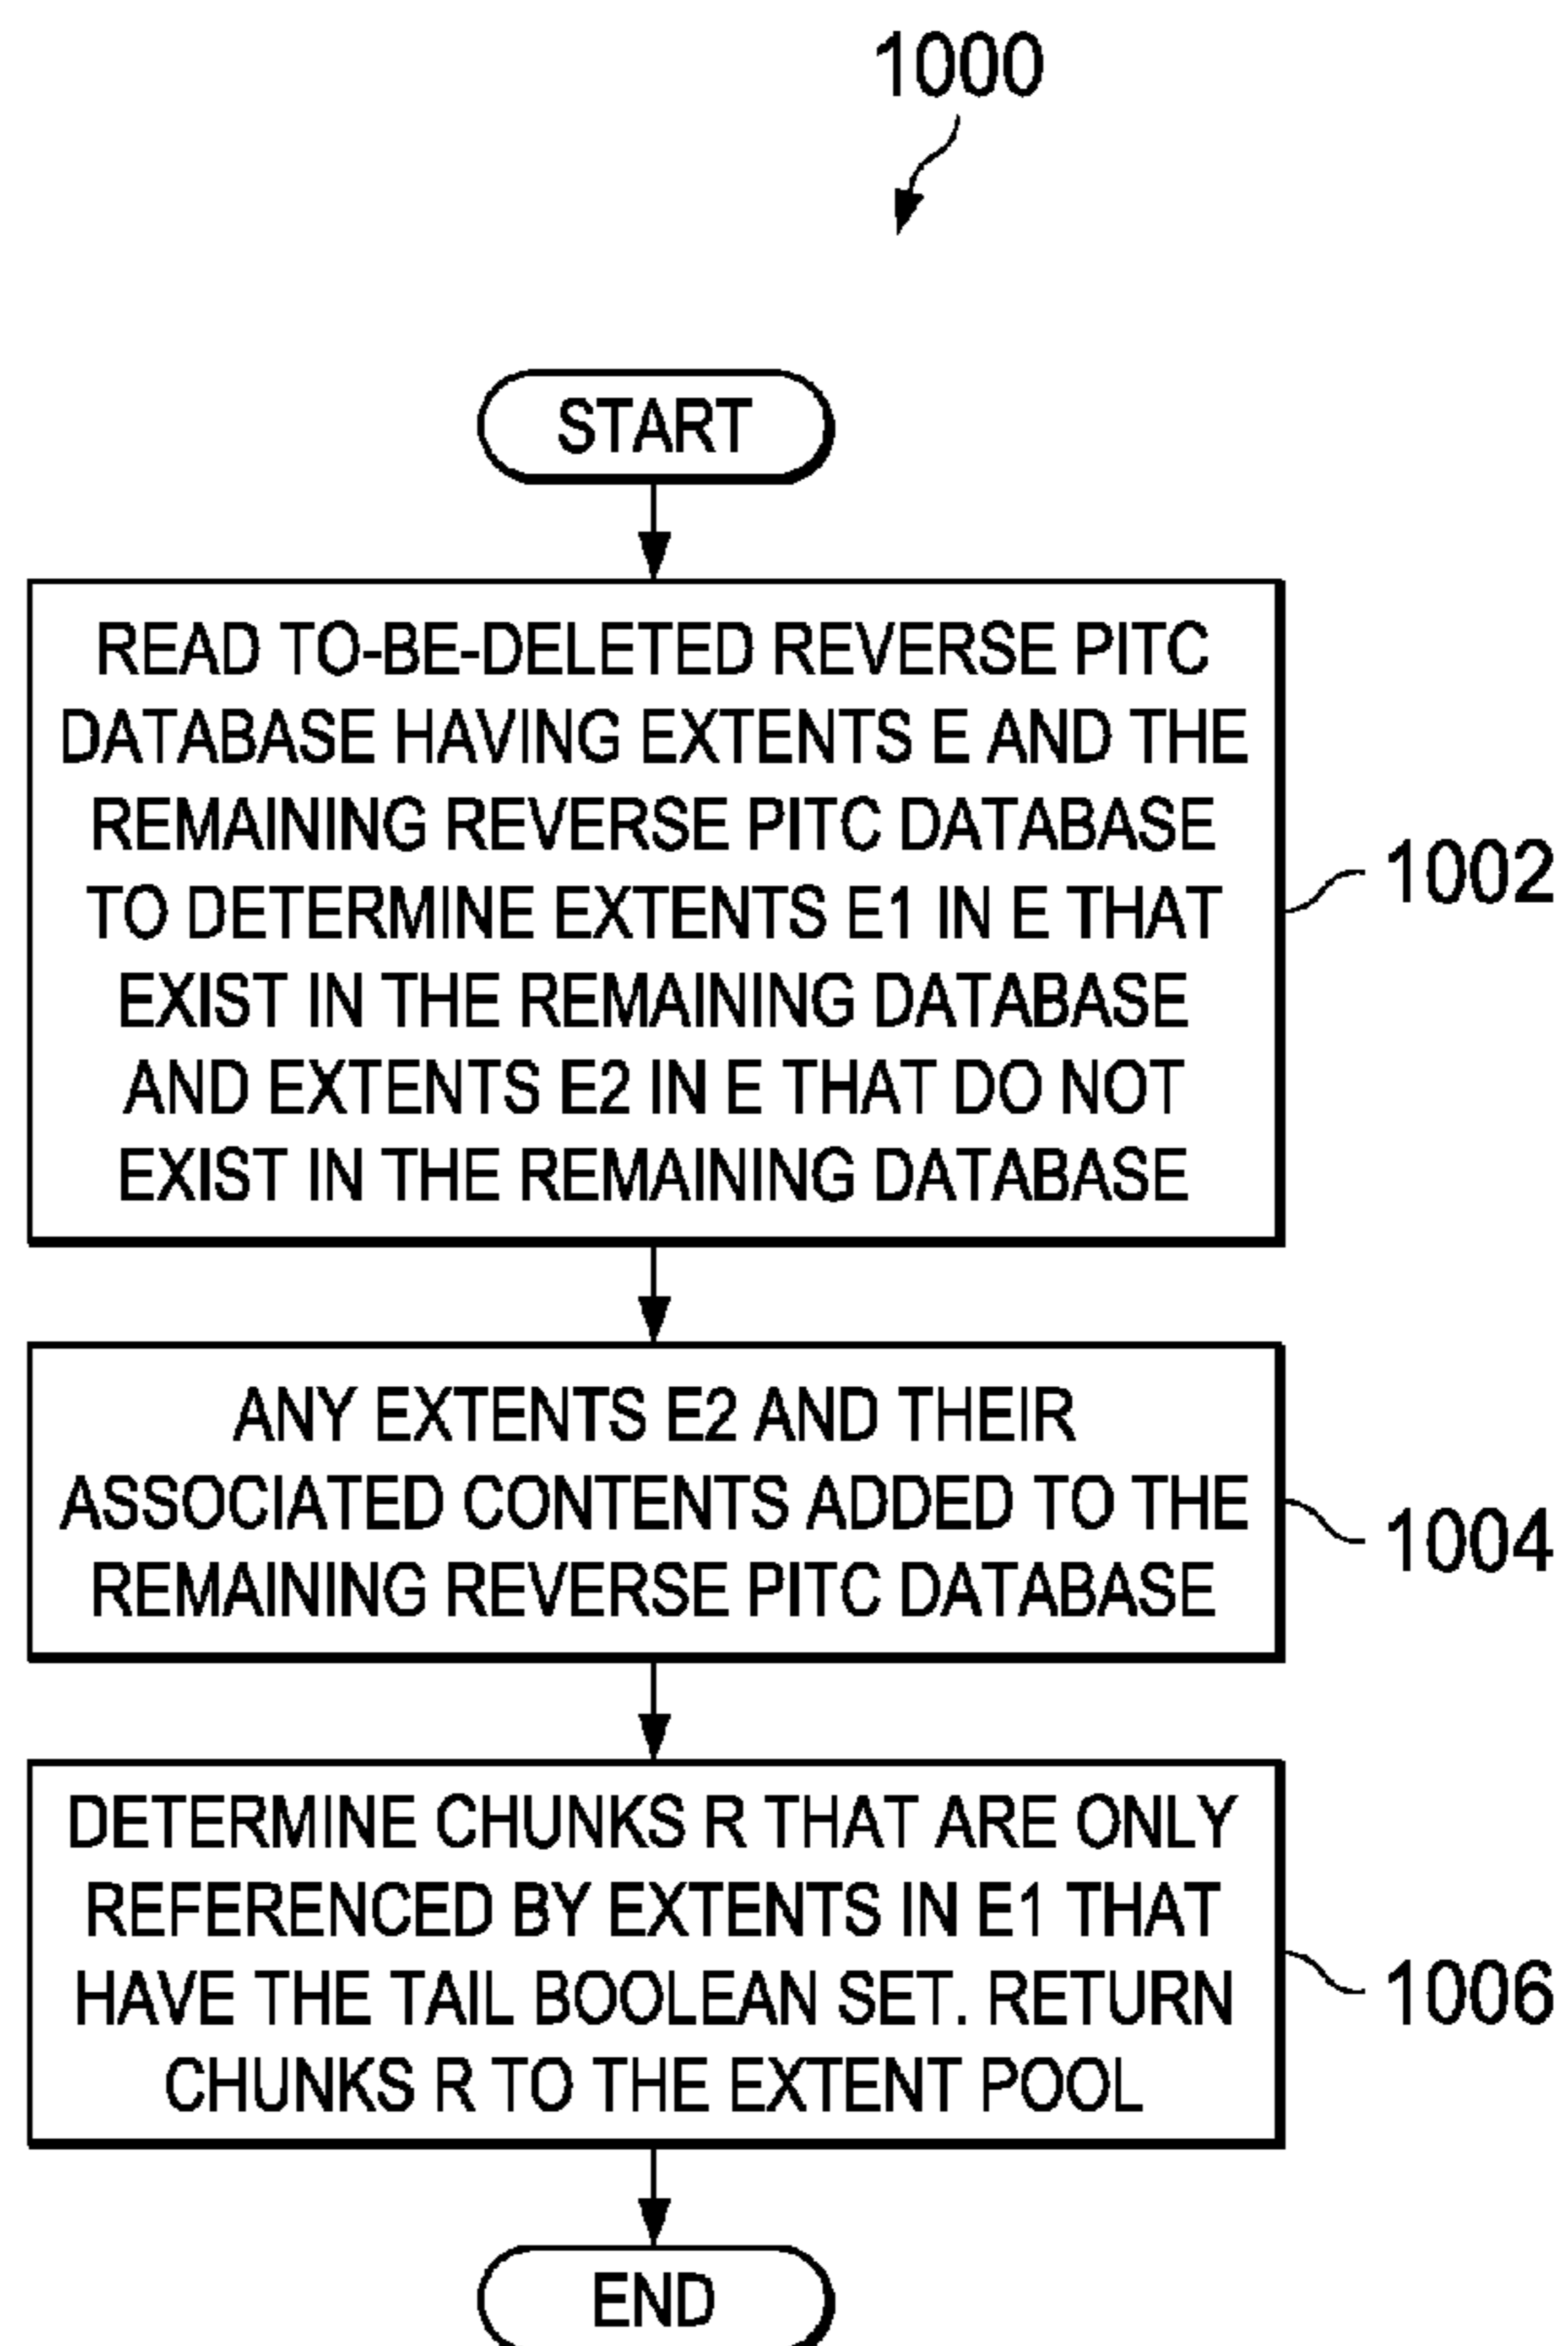 1000
START
READ TO-BE-DELETED REVERSE PITC
DATABASE HAVING EXTENTS E AND THE
REMAINING REVERSE PITC DATABASE
TO DETERMINE EXTENTS E1 IN E THAT
EXIST IN THE REMAINING DATABASE
AND EXTENTS E2 IN E THAT DO NOT
EXIST IN THE REMAINING DATABASE
1002
ANY EXTENTS E2 AND THEIR
ASSOCIATED CONTENTS ADDED TO THE
REMAINING REVERSE PITC DATABASE
1004
DETERMINE CHUNKS R THAT ARE ONLY
REFERENCED BY EXTENTS IN E1 THAT
HAVE THE TAIL BOOLEAN SET. RETURN
CHUNKS R TO THE EXTENT POOL
1006
END